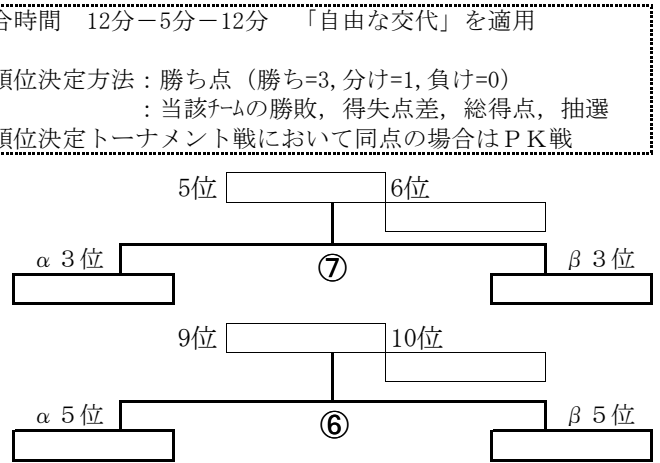 合時間　12分－5分－12分　「自由な交代」を適用
順位決定方法：勝ち点（勝ち=3,分け=1,負け=0）
：当該ﾁｰﾑの勝敗，得失点差，総得点，抽選
順位決定トーナメント戦において同点の場合はＰＫ戦
5位 6位
α３位 ⑦ β３位
9位 10位
α５位 ⑥ β５位